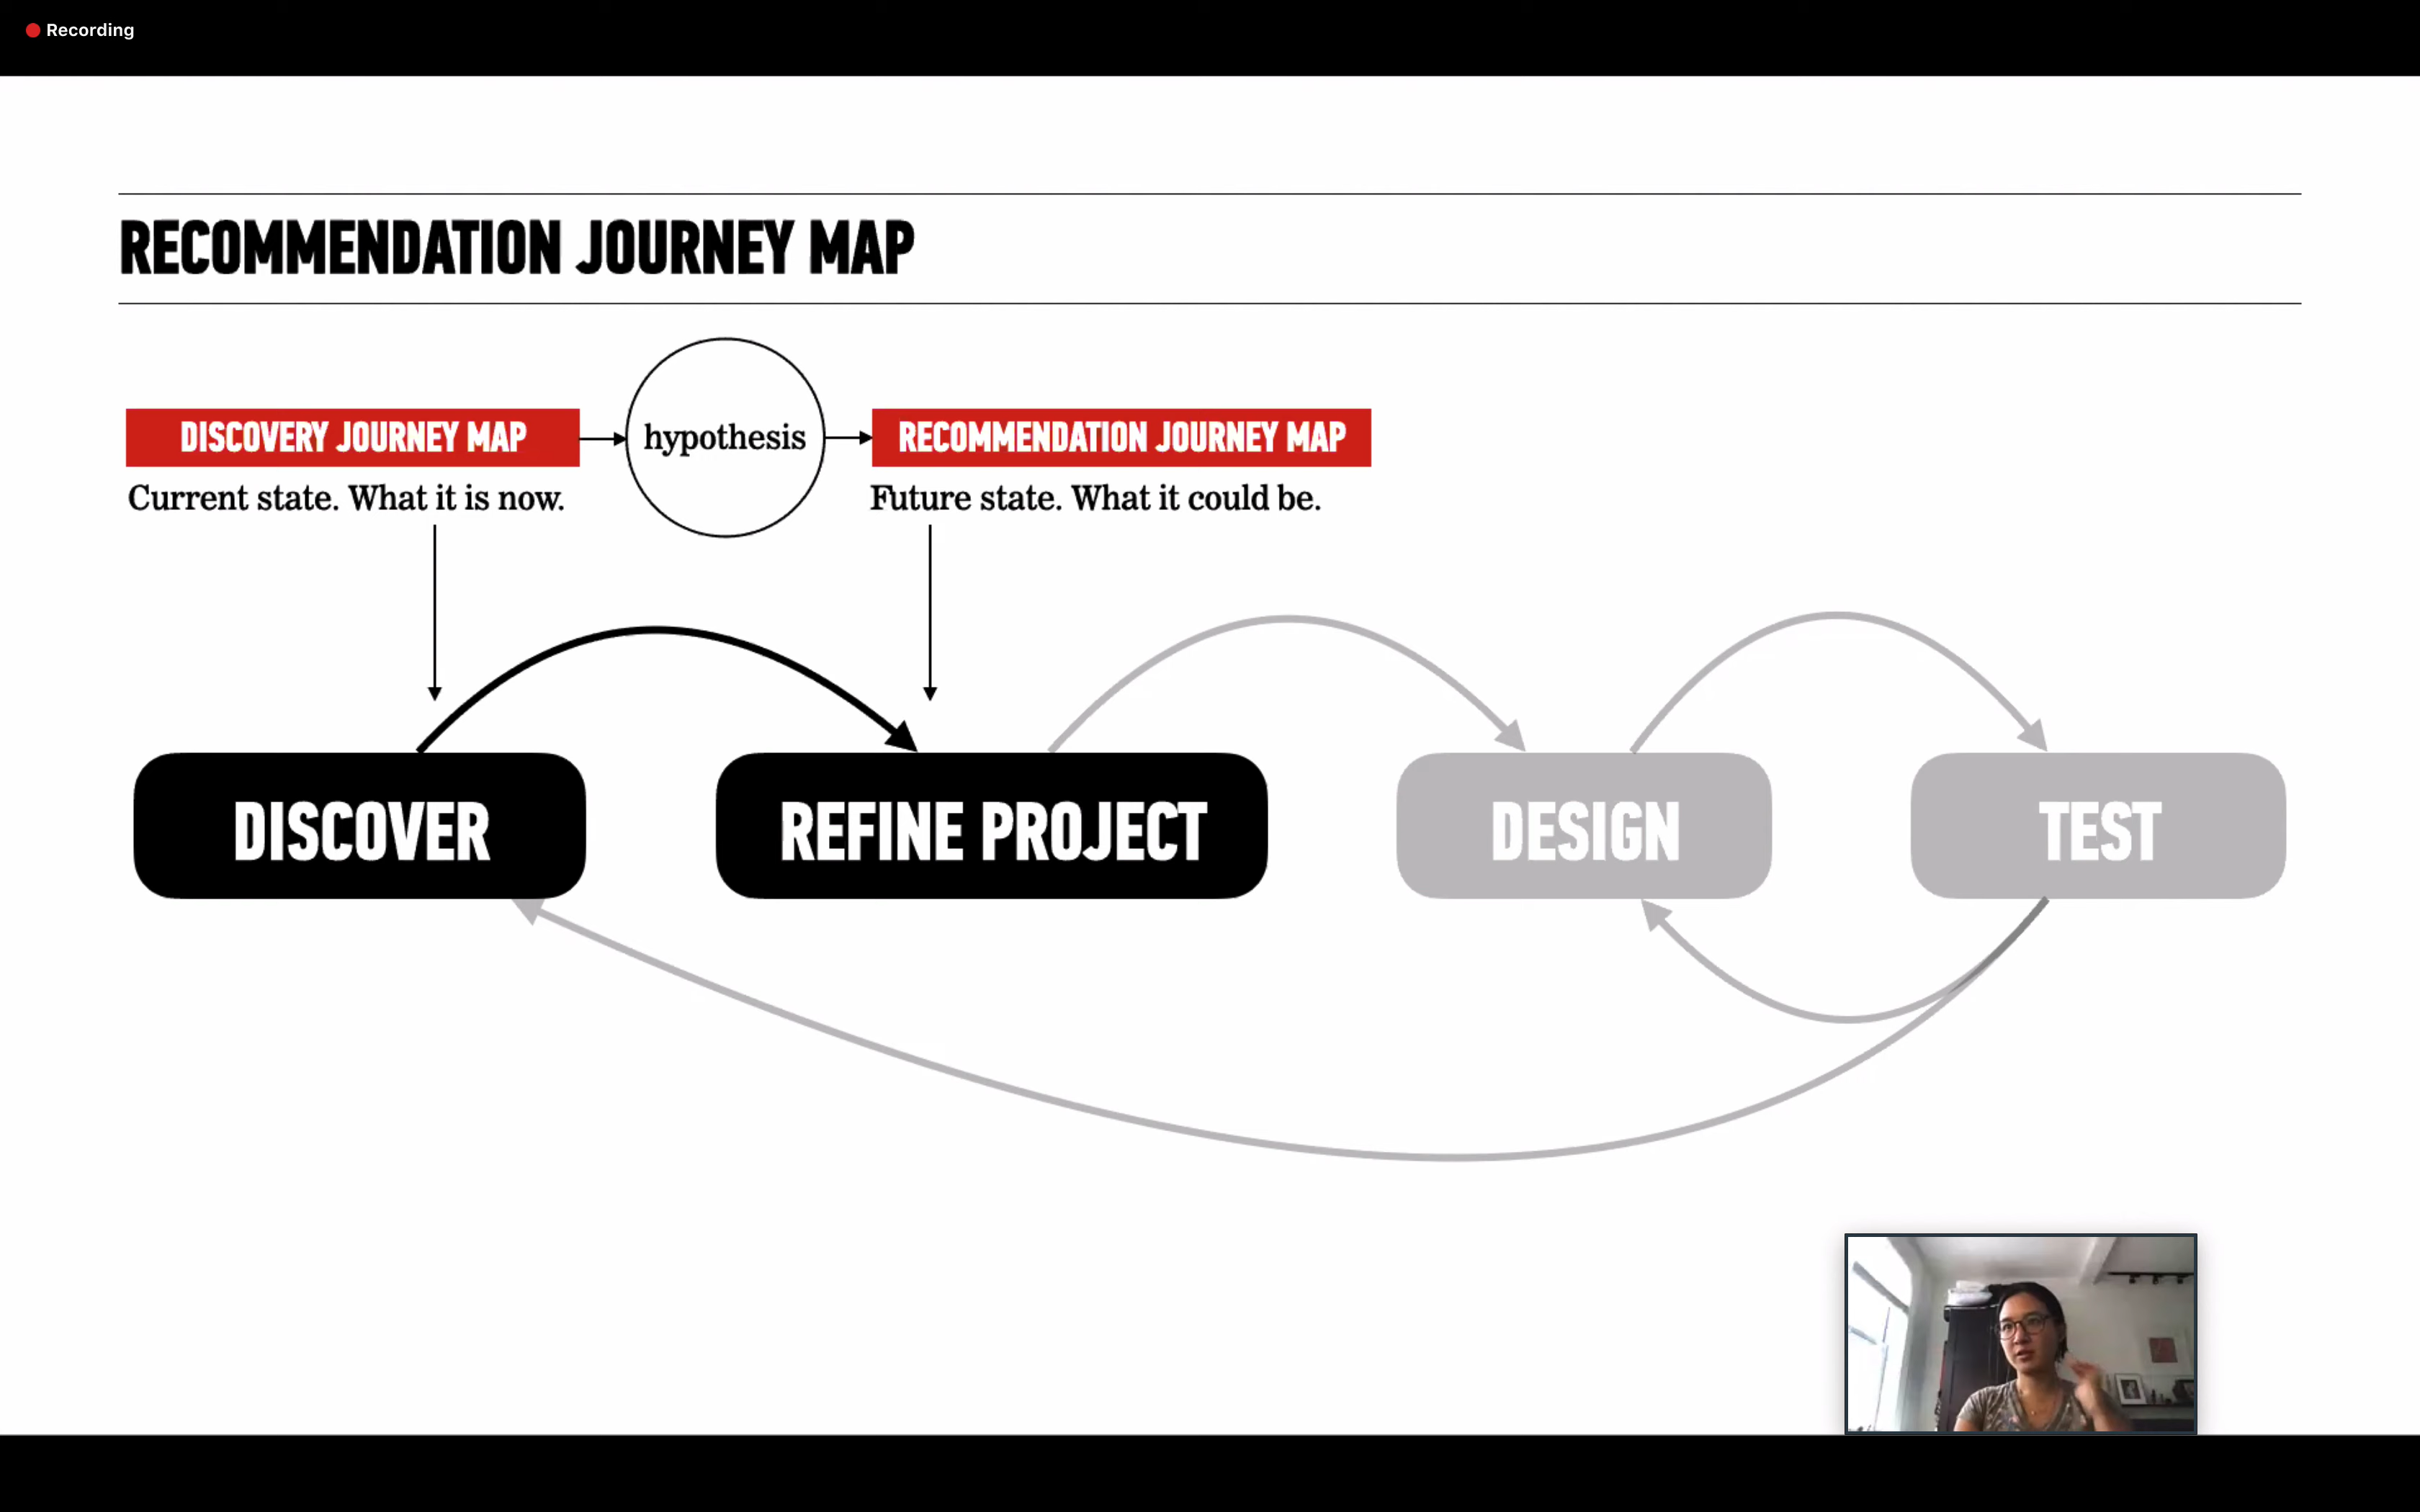 Recording
RECOMMENDATION JOURNEY MAP
DISCOVERY JOURNEY MAP
hypothesis
RECOMMENDATION JOURNEY MAP
Current state. What it is now.
Future state. What it could be.
DISCOVER
REFINE PROJECT
DESIGN
TEST